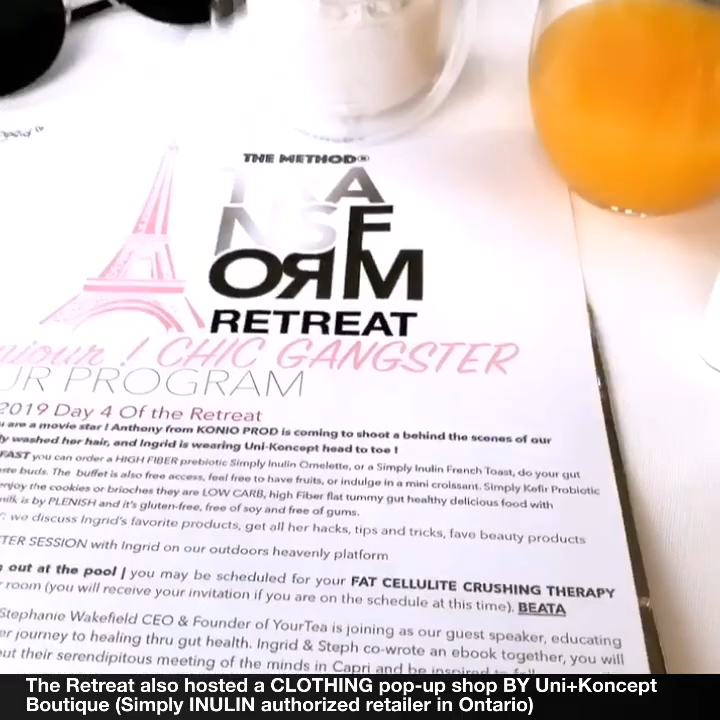 THE METHOD®
TRA
NSF
ORM
RETREAT
! CHIC GANGSTER
UR PROGRAM
2019 Day 4 Of the Retreat
are a movie star ! Anthony from KONIO PROD is coming to shoot a behind the scenes of our
washed her hair, and Ingrid is wearing Uni-Koncept head to toe !
FAST you can order a HIGH FIBER prebiotic Simply Inulin Omelette, or a Simply Inulin French Toast, do your gut
buds. The buffet is also free access, feel free to have fruits, or indulge in a mini croissant. Simply Kefir Probiotic
enjoy the cookies or brioches they are LOW CARB, high Fiber flat tummy gut healthy delicious food with
milk is by PLENISH and it's gluten-free, free of soy and free of gums.
: we discuss Ingrid's favorite products, get all her hacks, tips and tricks, fave beauty products
TER SESSION with Ingrid on our outdoors heavenly platform
out at the pool | you may be scheduled for your FAT CELLULITE CRUSHING THERAPY
room (you will receive your invitation if you are on the schedule at this time). BEATA
Stephanie Wakefield CEO & Founder of YourTea is joining as our guest speaker, educating
er journey to healing thru gut health. Ingrid & Steph co-wrote an ebook together, you will
out their serendipitous meeting of the minds in Capri and be inspired
The Retreat also hosted a CLOTHING pop-up shop BY Uni+Koncept
Boutique (Simply INULIN authorized retailer in Ontario)